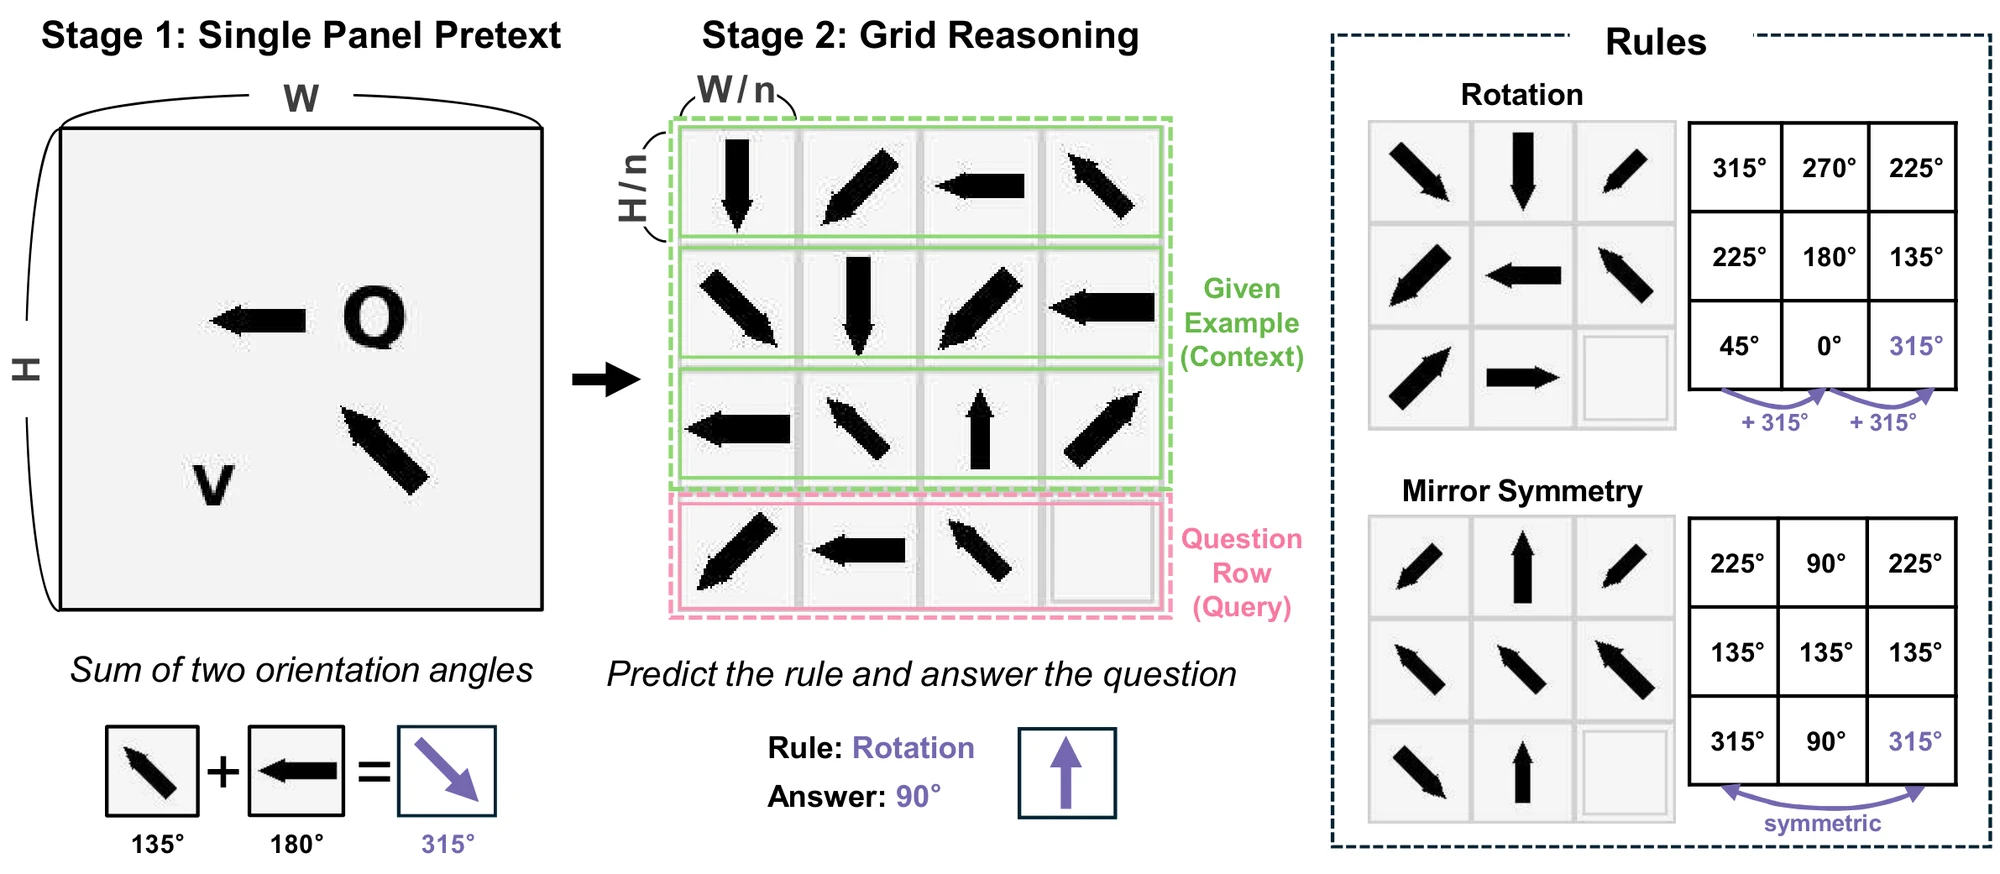 Stage 1: Single Panel Pretext
W
H
Q
V
Sum of two orientation angles
+
=
135°
180°
315°
Stage 2: Grid Reasoning
W/n
H/n
Given
Example
(Context)
Question
Row
(Query)
Predict the rule and answer the question
Rule: Rotation
Answer: 90°
Rules
Rotation
315° 270° 225°
225° 180° 135°
45° 0° 315°
+ 315° + 315°
Mirror Symmetry
225° 90° 225°
135° 135° 135°
315° 90° 315°
symmetric